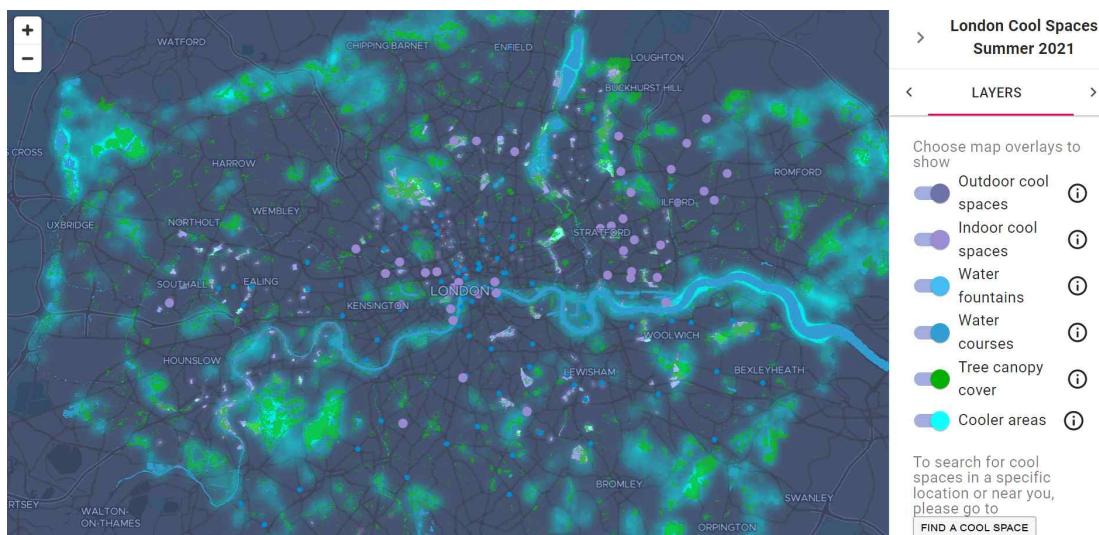 +
−
WATFORD
CHIPPING BARNET
ENFIELD
LOUGHTON
BUCKHURST HILL
S CROSS
HARROW
ROMFORD
ILFORD
WEMBLEY
UXBRIDGE
NORTHOLT
STRATFORD
SOUTHALL
EALING
LONDON
KENSINGTON
WOOLWICH
HOUNSLOW
LEWISHAM
BEXLEYHEATH
BROMLEY
SWANLEY
RTSEY
WALTON-
ON-THAMES
ORPINGTON
London Cool Spaces
Summer 2021
LAYERS
Choose map overlays to
show
Outdoor cool
spaces
Indoor cool
spaces
Water
fountains
Water
courses
Tree canopy
cover
Cooler areas
To search for cool
spaces in a specific
location or near you,
please go to
FIND A COOL SPACE